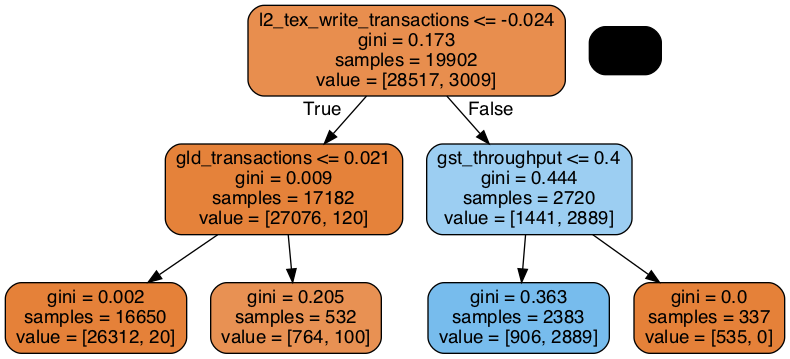 l2_tex_write_transactions <= -0.024
gini = 0.173
samples = 19902
value = [28517, 3009]
True
False
gld_transactions <= 0.021
gini = 0.009
samples = 17182
value = [27076, 120]
gst_throughput <= 0.4
gini = 0.444
samples = 2720
value = [1441, 2889]
gini = 0.002
samples = 16650
value = [26312, 20]
gini = 0.205
samples = 532
value = [764, 100]
gini = 0.363
samples = 2383
value = [906, 2889]
gini = 0.0
samples = 337
value = [535, 0]